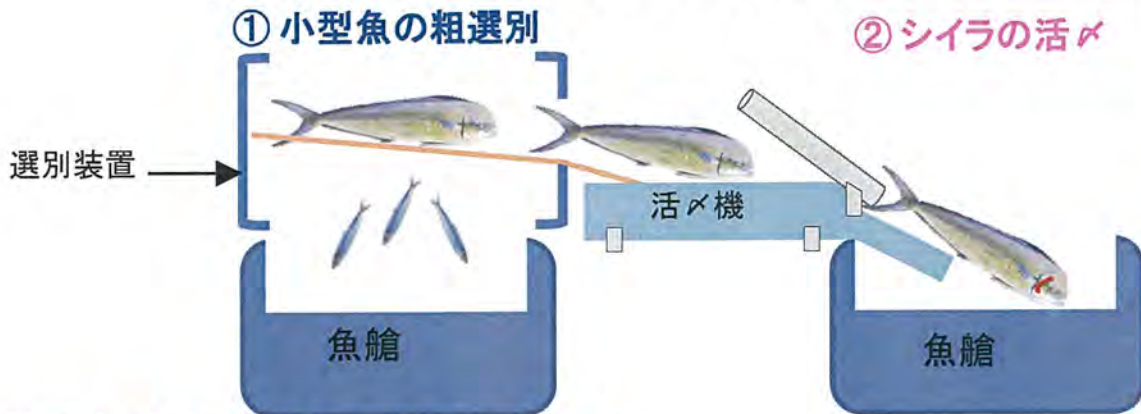 ① 小型魚の粗選別
② シイラの活〆
選別装置
活〆機
魚艙
魚艙